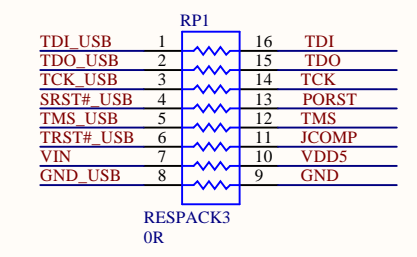 RP1
TDI_USB 1 16 TDI
TDO_USB 2 15 TDO
TCK_USB 3 14 TCK
SRST#_USB 4 13 PORST
TMS_USB 5 12 TMS
TRST#_USB 6 11 JCOMP
VIN 7 10 VDD5
GND_USB 8 9 GND
RESPACK3
0R